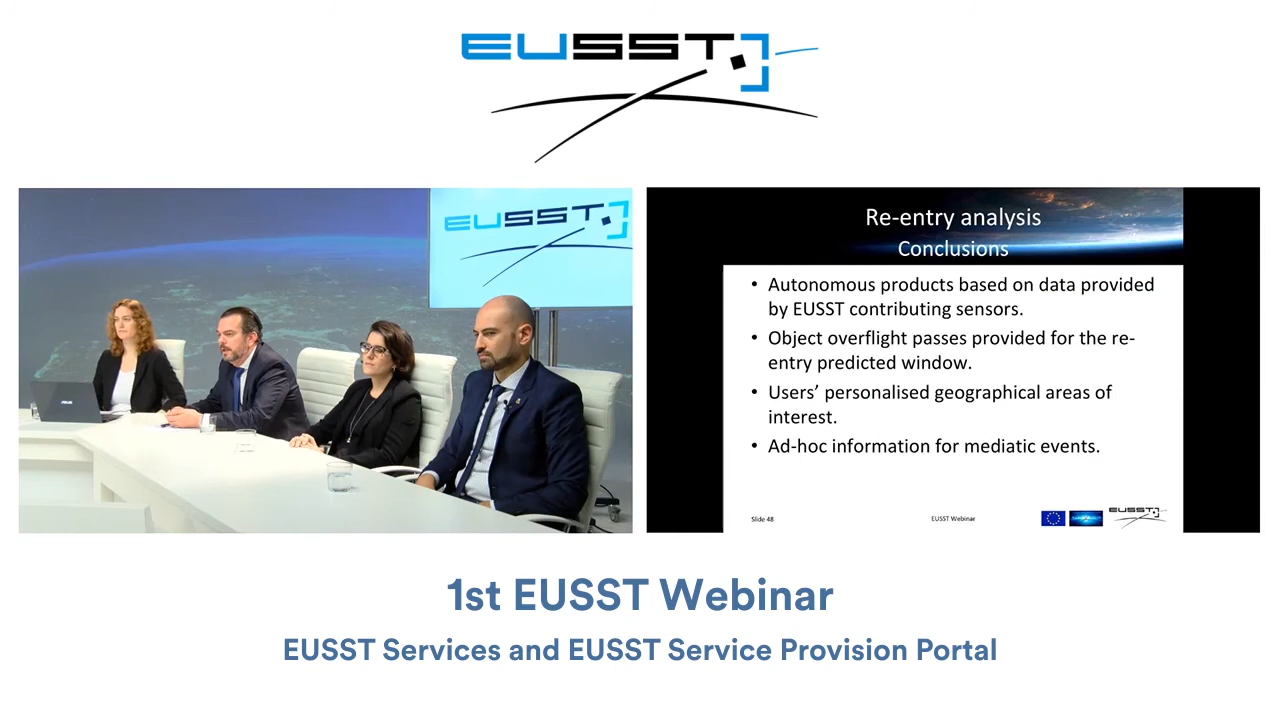 EUSST
EUSST
ASUS
Re-entry analysis
Conclusions
• Autonomous products based on data provided
by EUSST contributing sensors.
• Object overflight passes provided for the re-
entry predicted window.
• Users’ personalised geographical areas of
interest.
• Ad-hoc information for mediatic events.
Slide 48
EUSST Webinar
EUSST
1st EUSST Webinar
EUSST Services and EUSST Service Provision Portal